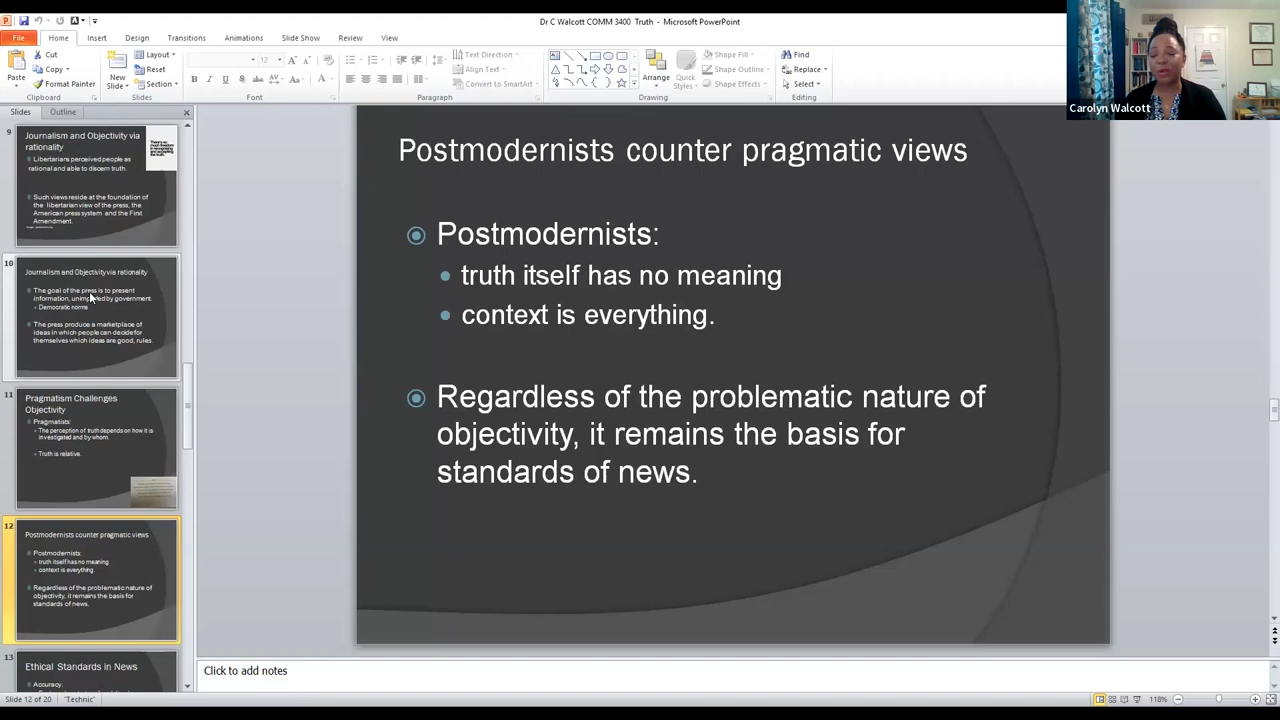 Dr C Walcott COMM 3400 Truth - Microsoft PowerPoint
File
Home
Insert
Design
Transitions
Animations
Slide Show
Review
View
Paste
Cut
Copy
Format Painter
Clipboard
New
Slide
Layout
Reset
Section
Slides
Font
Text Direction
Align Text
Convert to SmartArt
Paragraph
Arrange
Quick
Styles
Shape Fill
Shape Outline
Shape Effects
Drawing
Find
Replace
Select
Editing
Carolyn Walcott
Slides
Outline
9
Journalism and Objectivity via
rationality
Libertarians perceived people as
rational and able to discern truth.
Such views reside at the foundation of
the libertarian view of the press, the
American press system and the First
Amendment.
10
Journalism and Objectivity via rationality
The goal of the press is to present
information, unimpeded by government.
Democratic norms
The press produce a marketplace of
ideas in which people can decide for
themselves which ideas are good, rules.
11
Pragmatism Challenges
Objectivity
Pragmatists:
The perception of truth depends on how it is
investigated and by whom.
Truth is relative.
12
Postmodernists counter pragmatic views
Postmodernists:
truth itself has no meaning
context is everything.
Regardless of the problematic nature of
objectivity, it remains the basis for
standards of news.
13
Ethical Standards in News
Accuracy:
Postmodernists counter pragmatic views
Postmodernists:
truth itself has no meaning
context is everything.
Regardless of the problematic nature of
objectivity, it remains the basis for
standards of news.
Click to add notes
Slide 12 of 20
"Technic"
118%